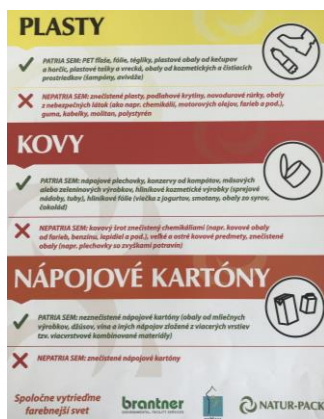 PLASTY
PATRIA SEM: PET fľaše, fólie, tégliky, plastové obaly od kečupov
a horčíc, plastové tašky a vrecká, obaly od kozmetických a čistiacich
prostriedkov (šampóny, aviváže)
NEPATRIA SEM: znečistené plasty, podlahové krytiny, novodurové rúrky, obaly
z nebezpečných látok (ako napr. chemikálií, motorových olejov, farieb a pod.),
guma, kabelky, molitan, polystyrén
KOVY
PATRIA SEM: nápojové plechovky, konzervy od kompótov, mäsových
alebo zeleninových výrobkov, hliníkové kozmetické výrobky (sprejové
nádoby, tuby), hliníkové fólie (viečka z jogurtov, smotany, obaly zo syrov,
čokolád)
NEPATRIA SEM: kovový šrot znečistený chemikáliami (napr. kovové obaly
od farieb, benzínu, lepidiel a pod.), veľké a ostré kovové predmety, znečistené
obaly (napr. plechovky so zvyškami potravín)
NÁPOJOVÉ KARTÓNY
PATRIA SEM: neznečistené nápojové kartóny (obaly od mliečnych
výrobkov, džúsov, vína a iných nápojov zložené z viacerých vrstiev
tzv. viacvrstvové kombinované materiály)
NEPATRIA SEM: znečistené nápojové kartóny
Spoločne vytrieďme
farebnejší svet
brantner
ENVIRONMENTAL FACILITY SERVICES
NATUR-PACK